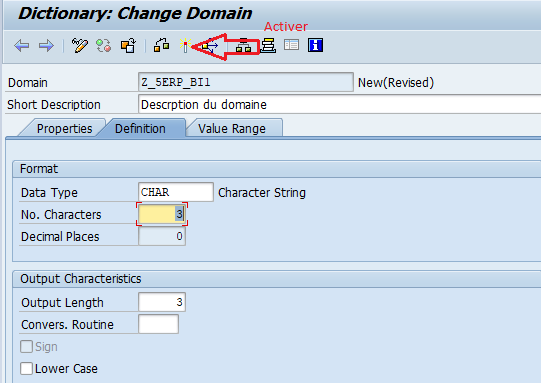 Dictionary: Change Domain
Activer
Domain Z_5ERP_BI1 New(Revised)
Short Description Descrption du domaine
Properties Definition Value Range
Format
Data Type CHAR Character String
No. Characters 3
Decimal Places 0
Output Characteristics
Output Length 3
Convers. Routine
Sign
Lower Case